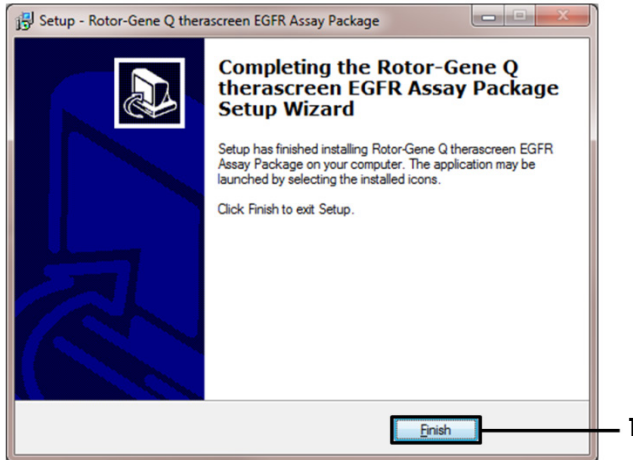 Setup - Rotor-Gene Q therascreen EGFR Assay Package
Completing the Rotor-Gene Q
therascreen EGFR Assay Package
Setup Wizard
Setup has finished installing Rotor-Gene Q therascreen EGFR
Assay Package on your computer. The application may be
launched by selecting the installed icons.
Click Finish to exit Setup.
Finish
1